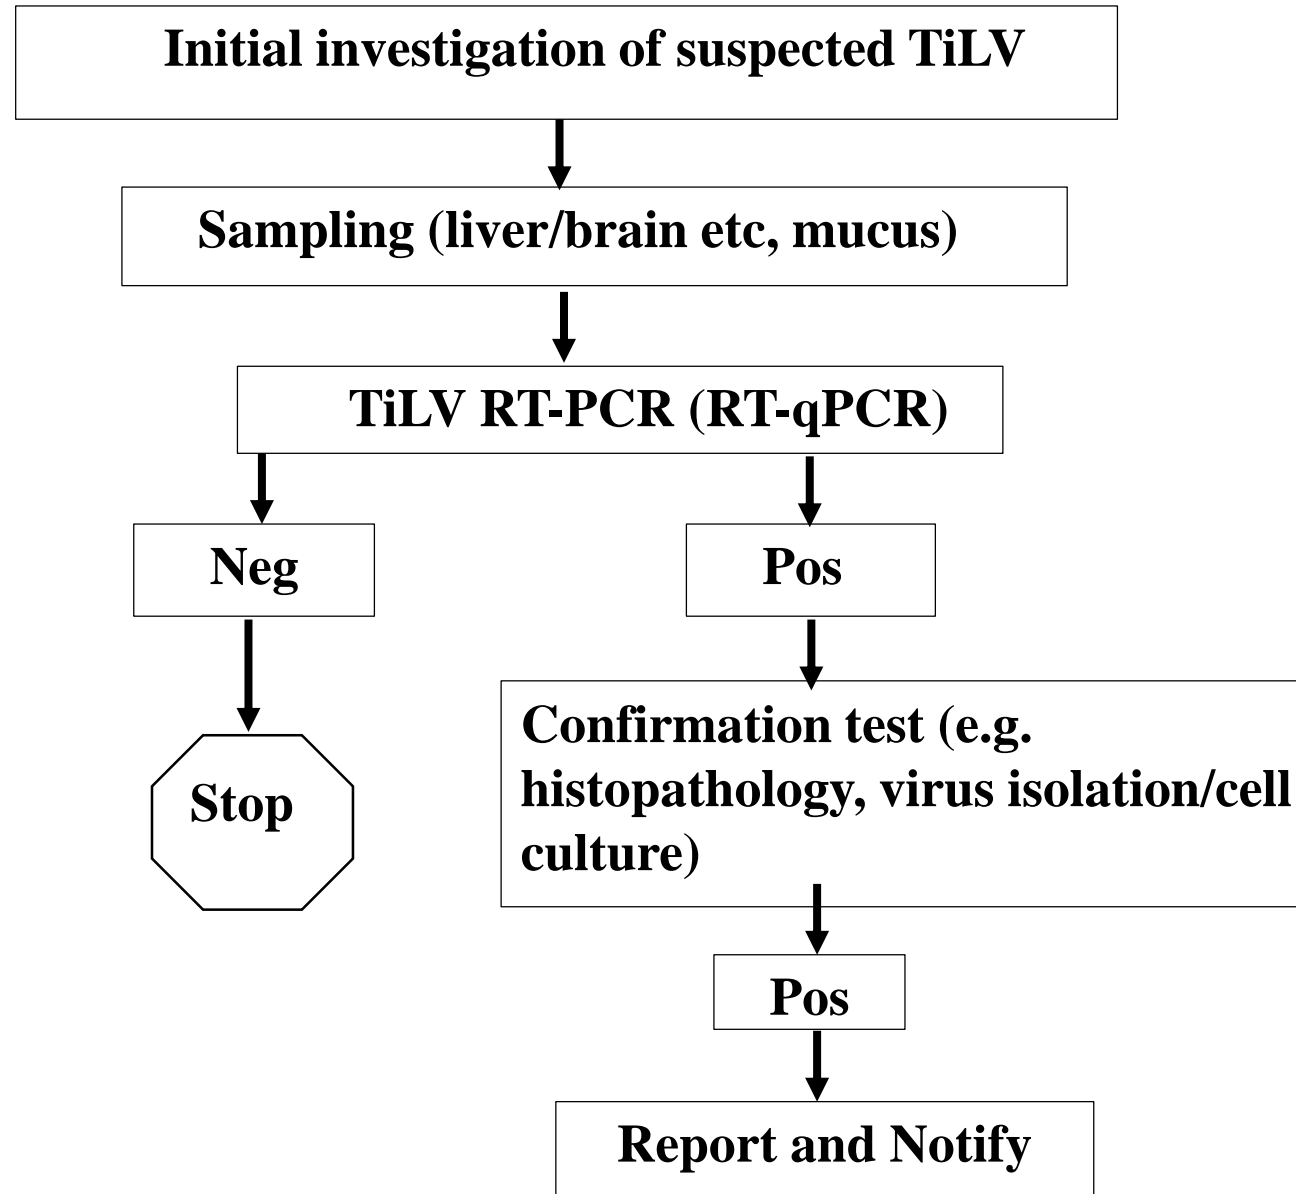 Initial investigation of suspected TiLV
Sampling (liver/brain etc, mucus)
TiLV RT-PCR (RT-qPCR)
Neg
Pos
Confirmation test (e.g.
histopathology, virus isolation/cell
culture)
Stop
Pos
Report and Notify